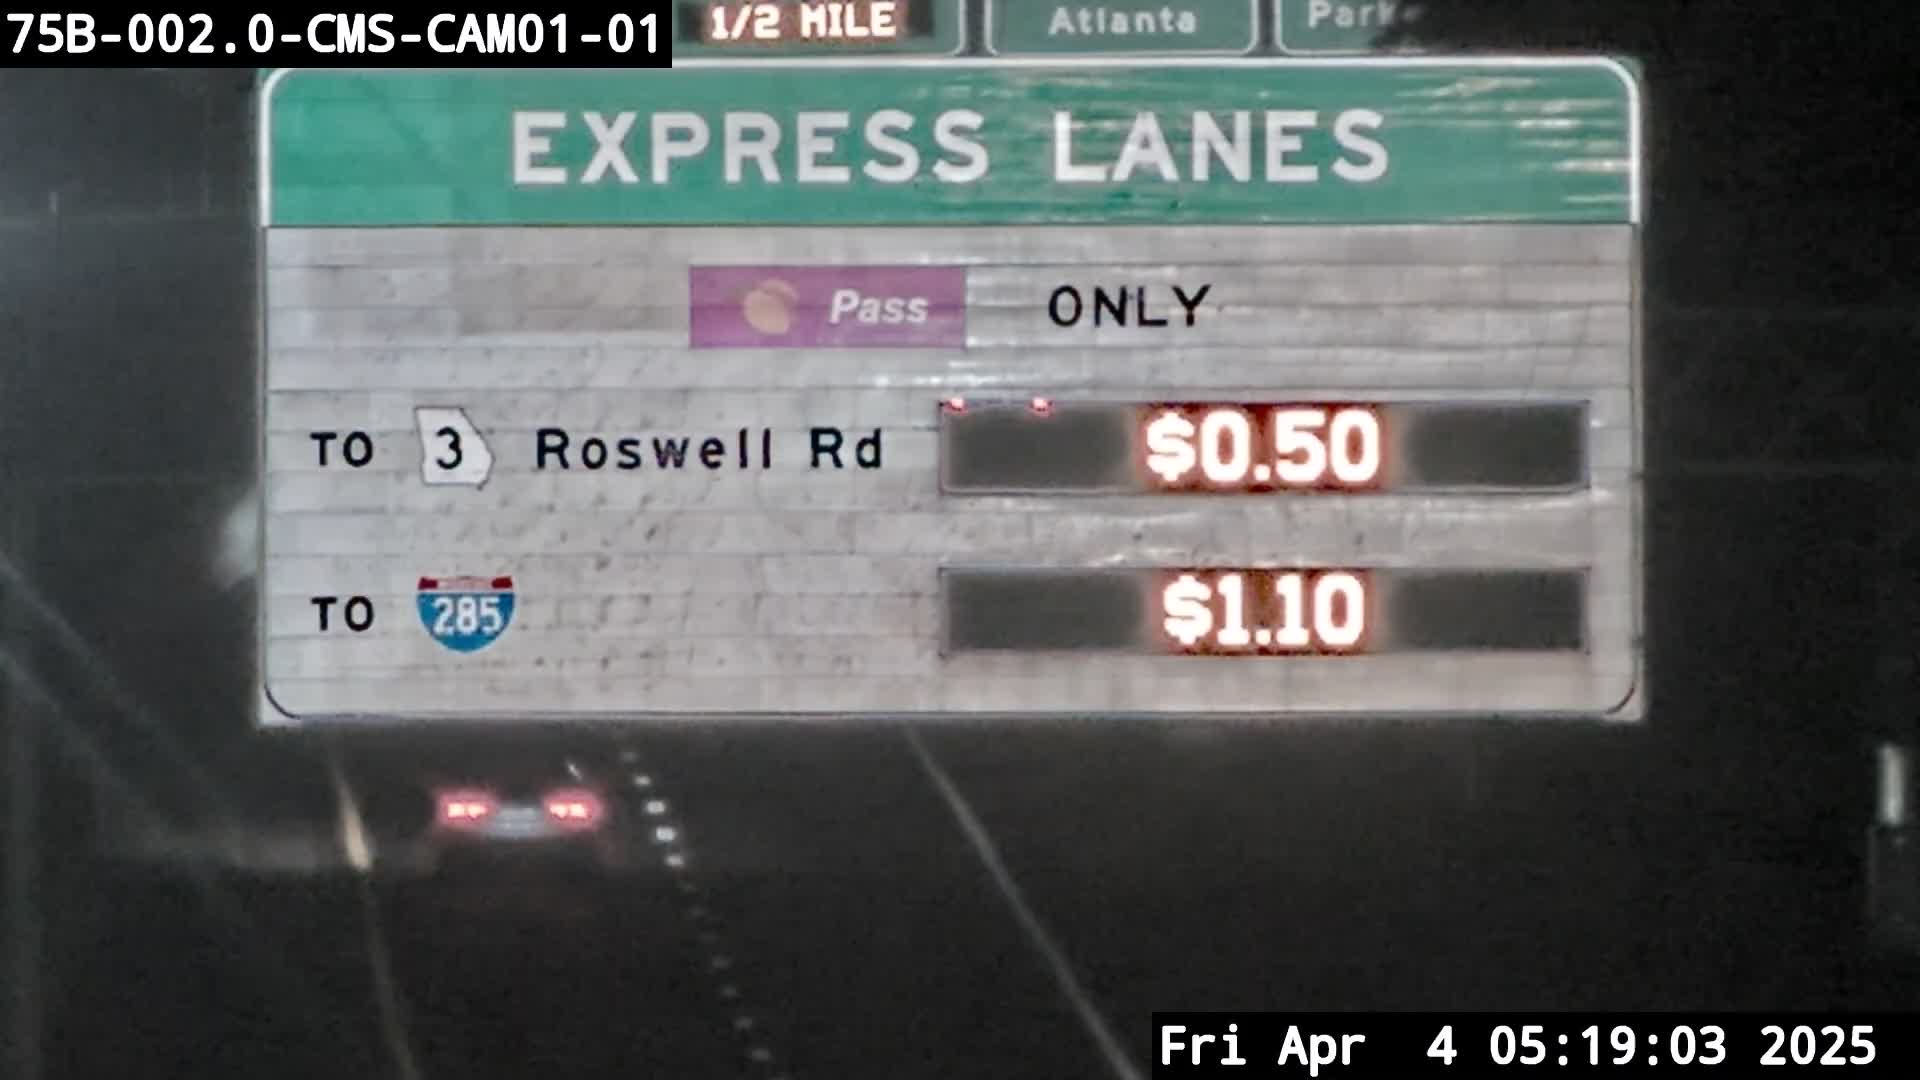 75B-002.0-CMS-CAM01-01
1/2 MILE
Atlanta
EXPRESS LANES
Pass ONLY
TO 3 Roswell Rd $0.50
TO 285 $1.10
Fri Apr 4 05:19:03 2025